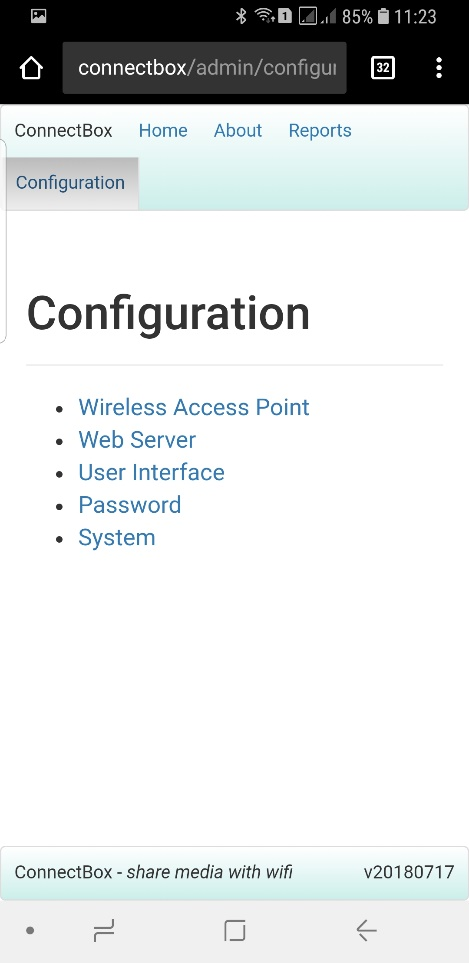 85% 11:23
connectbox/admin/configur
32
ConnectBox Home About Reports
Configuration
Configuration
Wireless Access Point
Web Server
User Interface
Password
System
ConnectBox - share media with wifi v20180717